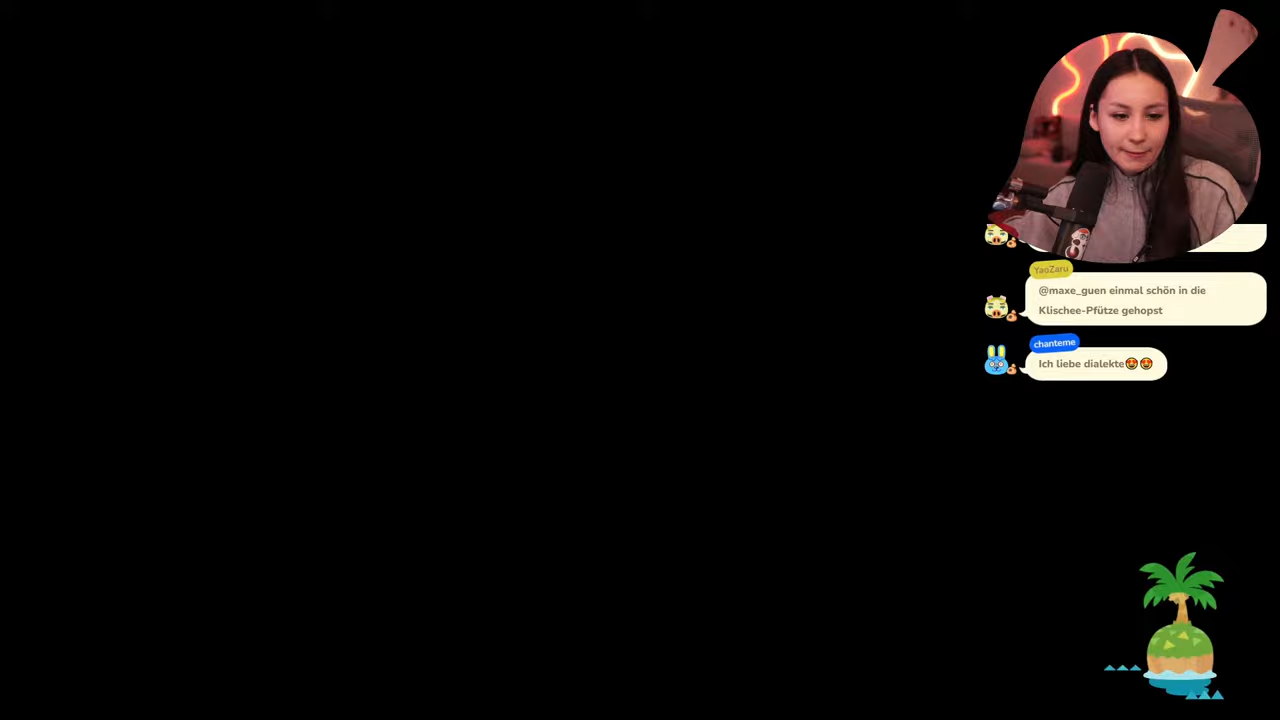 YaoZaru
@maxe_guen einmal schön in die
Klischee-Pfütze gehopst
chanteme
Ich liebe dialekte😍😍